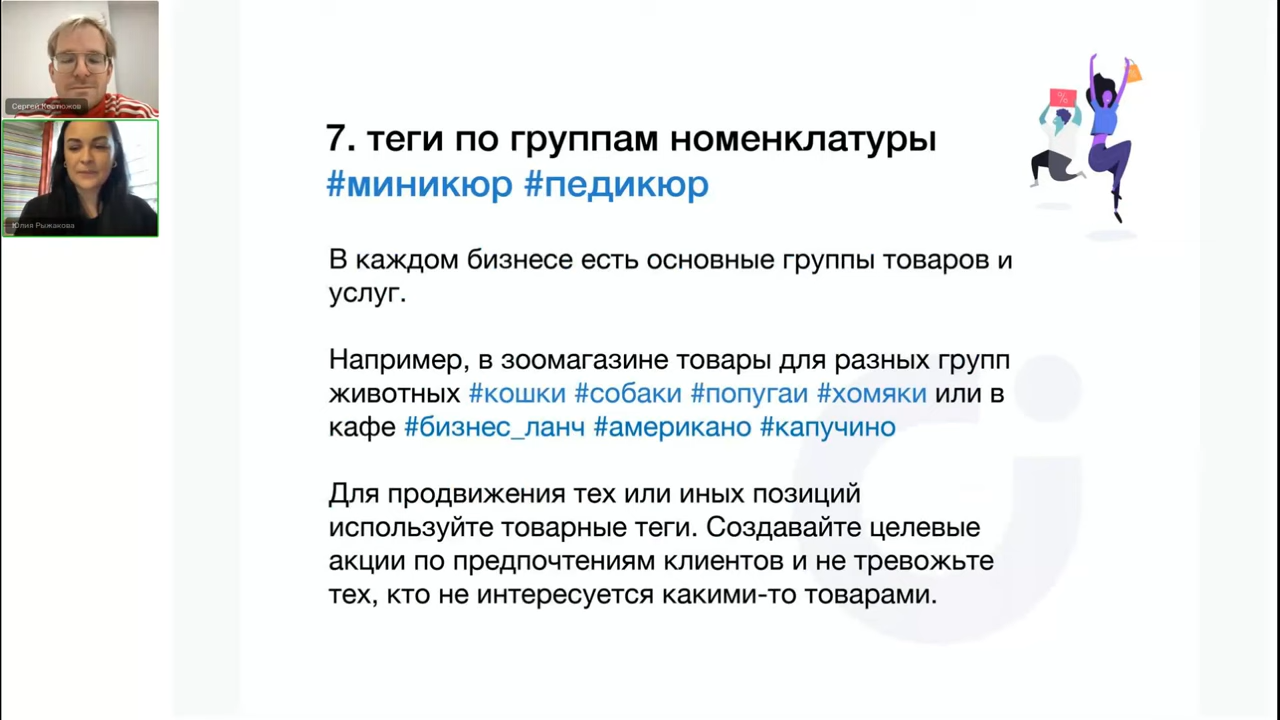 Сергей Костюжов
Юлия Рыжакова
%
7. теги по группам номенклатуры
#миникюр #педикюр
В каждом бизнесе есть основные группы товаров и
услуг.
Например, в зоомагазине товары для разных групп
животных #кошки #собаки #попугаи #хомяки или в
кафе #бизнес_ланч #американо #капучино
Для продвижения тех или иных позиций
используйте товарные теги. Создавайте целевые
акции по предпочтениям клиентов и не тревожьте
тех, кто не интересуется какими-то товарами.